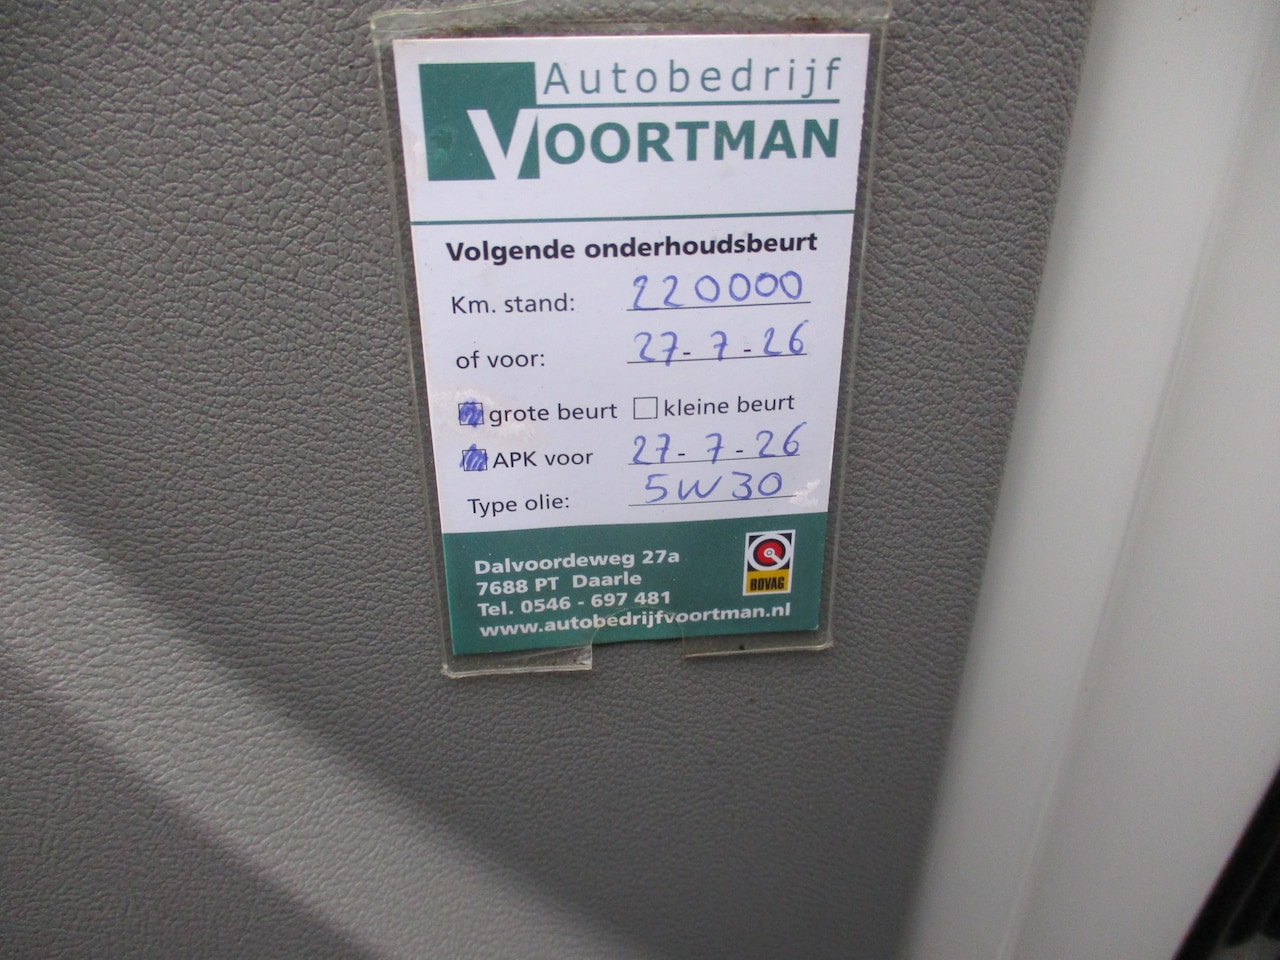 Autobedrijf
VOORTMAN
Volgende onderhoudsbeurt
Km. stand: 220000
of voor: 27-7-26
grote beurt kleine beurt
APK voor 27-7-26
Type olie: 5W30
Dalvoordeweg 27a
7688 PT Daarle
Tel. 0546 - 697 481
www.autobedrijfvoortman.nl
BOVAG